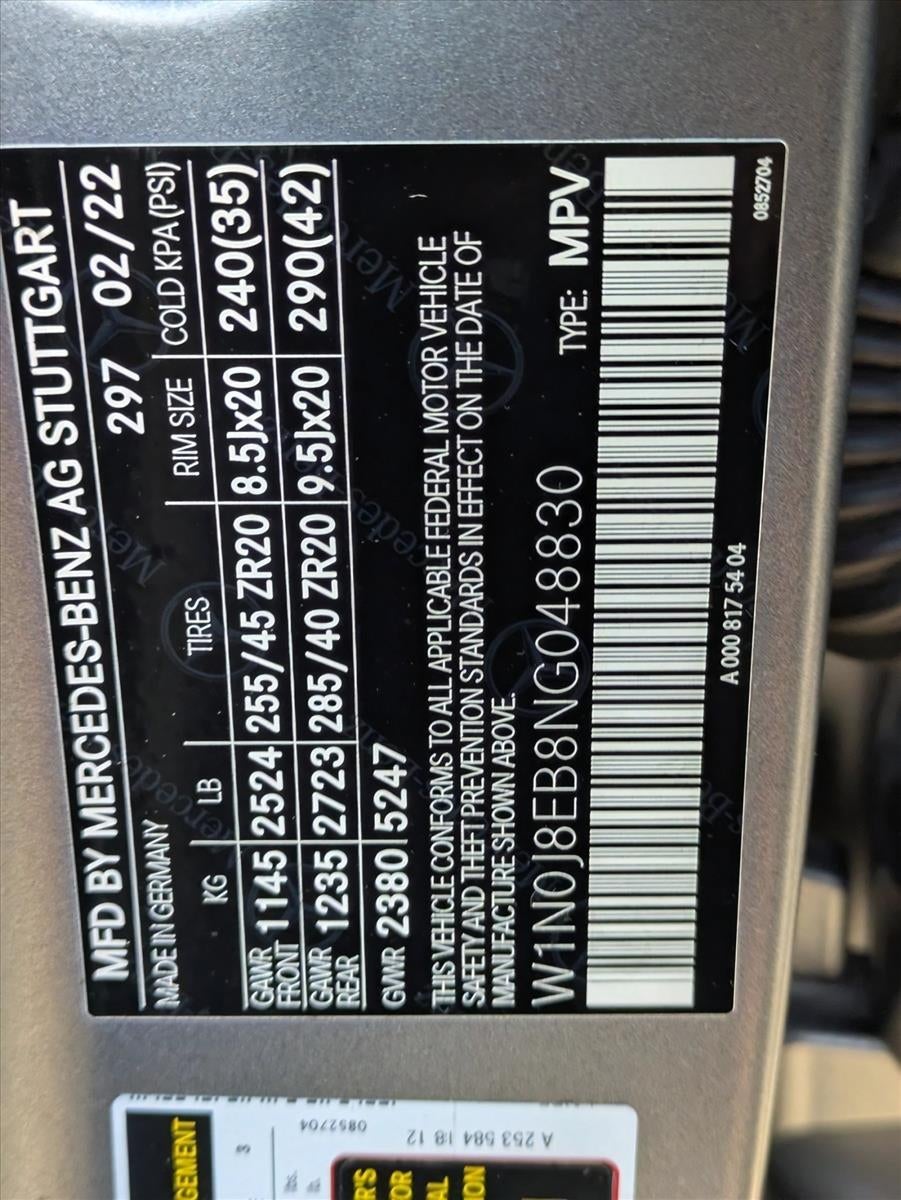 MFD BY MERCEDES-BENZ AG STUTTGART
MADE IN GERMANY 297 02/22
KG LB TIRES RIM SIZE COLD KPA(PSI)
GAWR FRONT 1145 2524 255/45 ZR20 8.5Jx20 240(35)
GAWR REAR 1235 2723 285/40 ZR20 9.5Jx20 290(42)
GVWR 2380 5247
THIS VEHICLE CONFORMS TO ALL APPLICABLE FEDERAL MOTOR VEHICLE
SAFETY AND THEFT PREVENTION STANDARDS IN EFFECT ON THE DATE OF
MANUFACTURE SHOWN ABOVE.
W1N0J8EB8NG048830 TYPE: MPV
A 000 817 54 04
0852704
A 253 584 18 12
0852704
3
lbs.
lb.